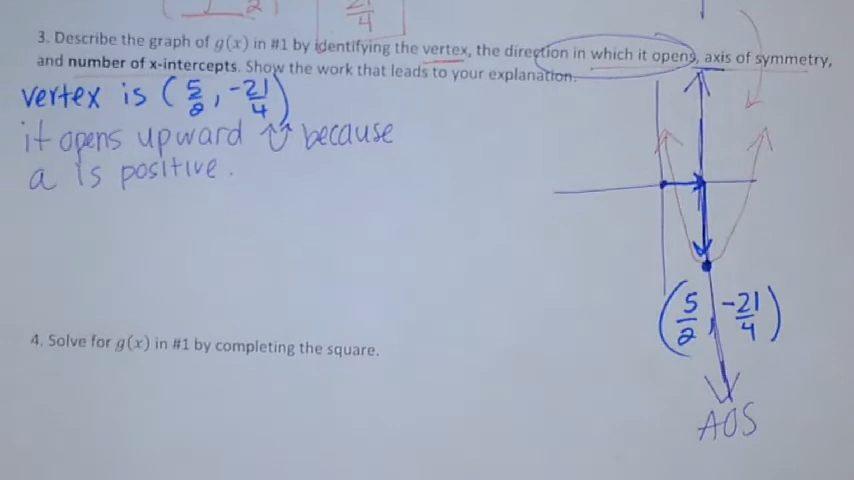 21/4
3. Describe the graph of g(x) in #1 by identifying the vertex, the direction in which it opens, axis of symmetry,
and number of x-intercepts. Show the work that leads to your explanation.
vertex is (5/2, -21/4)
it opens upward because
a is positive.
(5/2, -21/4)
4. Solve for g(x) in #1 by completing the square.
AOS